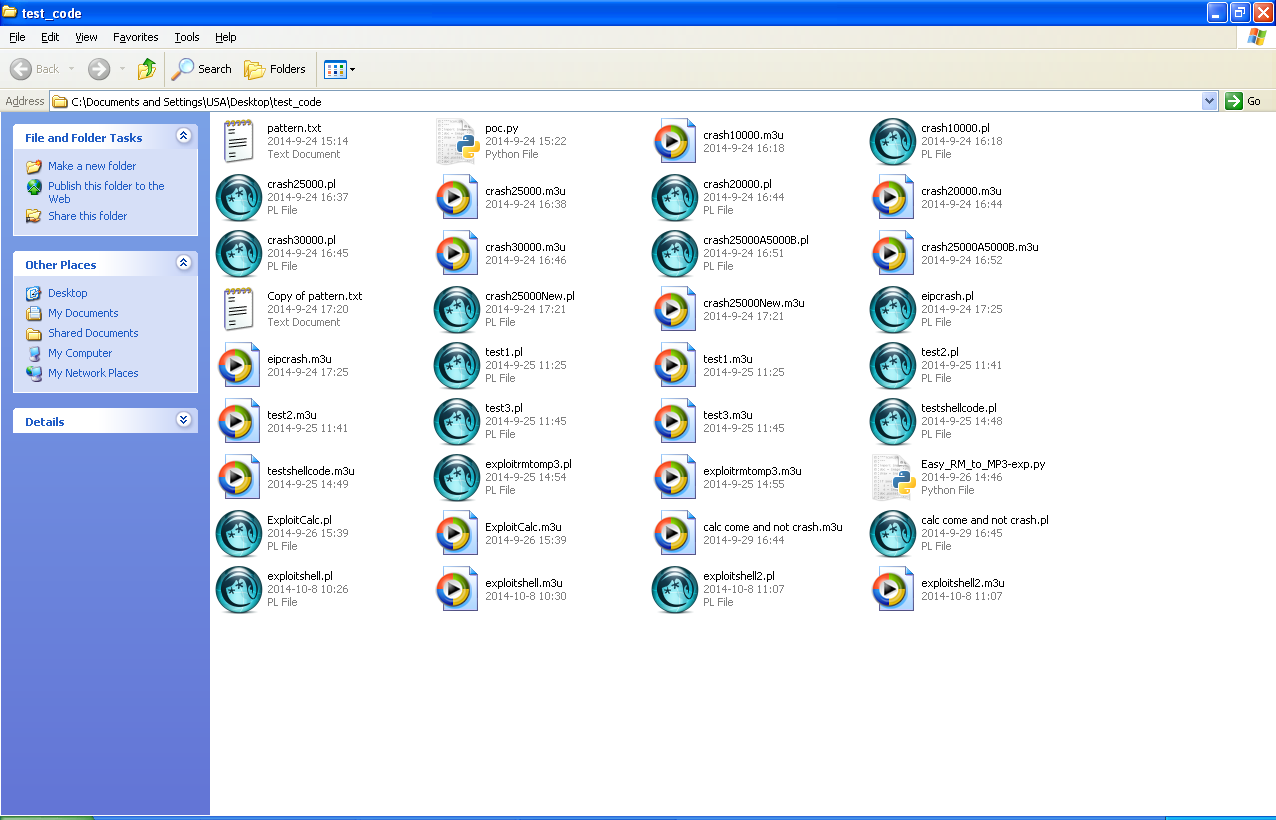 test_code
File Edit View Favorites Tools Help
Back Search Folders
Address C:\Documents and Settings\USA\Desktop\test_code Go
File and Folder Tasks
Make a new folder
Publish this folder to the
Web
Share this folder
Other Places
Desktop
My Documents
Shared Documents
My Computer
My Network Places
Details
pattern.txt
2014-9-24 15:14
Text Document
poc.py
2014-9-24 15:22
Python File
crash10000.m3u
2014-9-24 16:18
crash10000.pl
2014-9-24 16:18
PL File
crash25000.pl
2014-9-24 16:37
PL File
crash25000.m3u
2014-9-24 16:38
crash20000.pl
2014-9-24 16:44
PL File
crash20000.m3u
2014-9-24 16:44
crash30000.pl
2014-9-24 16:45
PL File
crash30000.m3u
2014-9-24 16:46
crash25000A5000B.pl
2014-9-24 16:51
PL File
crash25000A5000B.m3u
2014-9-24 16:52
Copy of pattern.txt
2014-9-24 17:20
Text Document
crash25000New.pl
2014-9-24 17:21
PL File
crash25000New.m3u
2014-9-24 17:21
eipcrash.pl
2014-9-24 17:25
PL File
eipcrash.m3u
2014-9-24 17:25
test1.pl
2014-9-25 11:25
PL File
test1.m3u
2014-9-25 11:25
test2.pl
2014-9-25 11:41
PL File
test2.m3u
2014-9-25 11:41
test3.pl
2014-9-25 11:45
PL File
test3.m3u
2014-9-25 11:45
testshellcode.pl
2014-9-25 14:48
PL File
testshellcode.m3u
2014-9-25 14:49
exploitrmtomp3.pl
2014-9-25 14:54
PL File
exploitrmtomp3.m3u
2014-9-25 14:55
Easy_RM_to_MP3-exp.py
2014-9-26 14:46
Python File
ExploitCalc.pl
2014-9-26 15:39
PL File
ExploitCalc.m3u
2014-9-26 15:39
calc come and not crash.m3u
2014-9-29 16:44
calc come and not crash.pl
2014-9-29 16:45
PL File
exploitshell.pl
2014-10-8 10:26
PL File
exploitshell.m3u
2014-10-8 10:30
exploitshell2.pl
2014-10-8 11:07
PL File
exploitshell2.m3u
2014-10-8 11:07